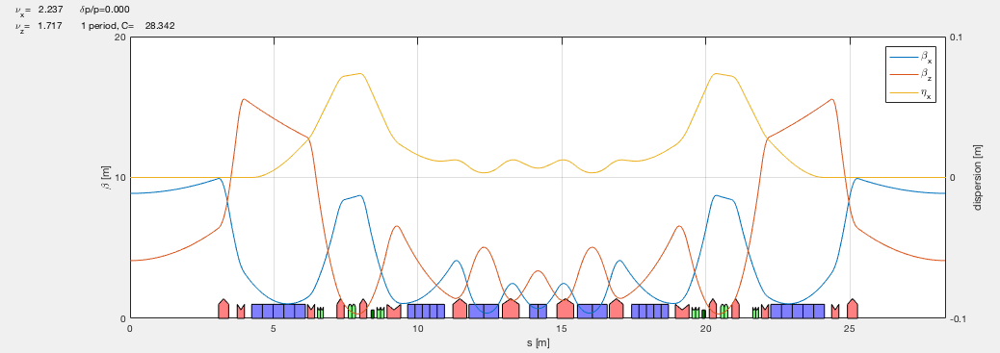 νx= 2.237 δp/p=0.000
νz= 1.717 1 period, C= 28.342
20
10
0
β [m]
0.1
0
-0.1
dispersion [m]
βx
βz
ηx
0 5 10 15 20 25
s [m]